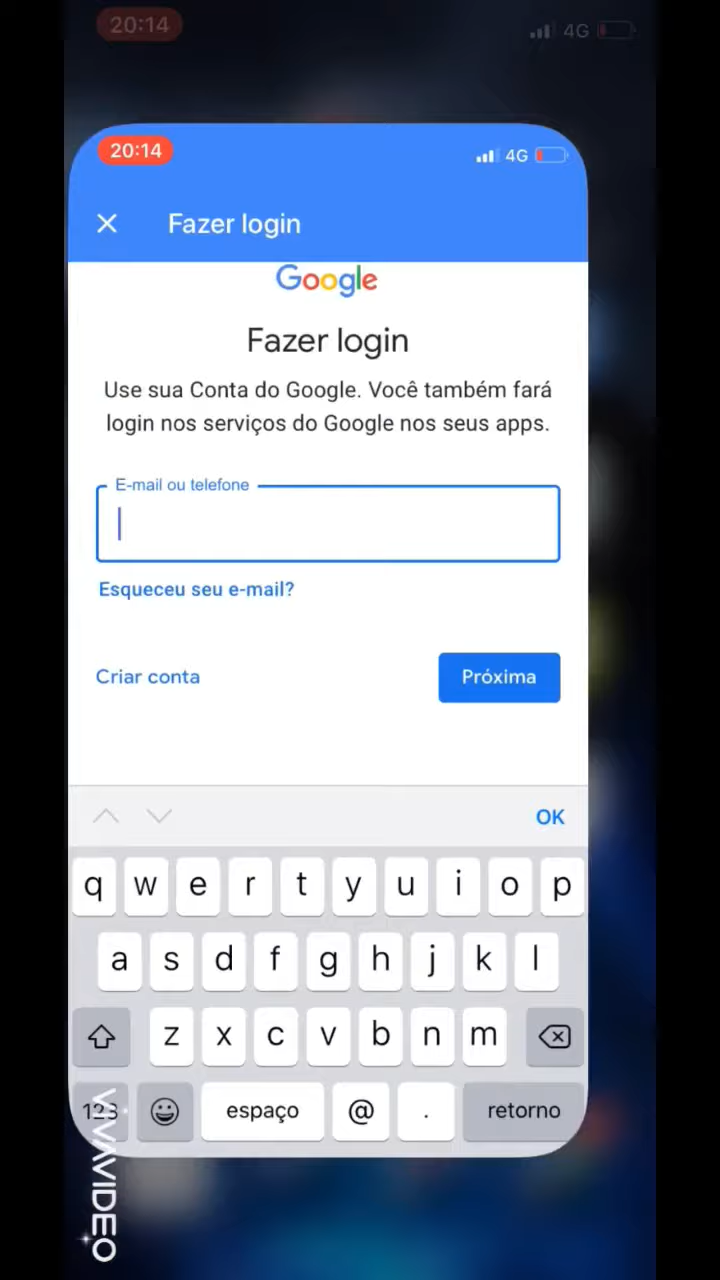 20:14
4G
20:14
4G
Fazer login
Google
Fazer login
Use sua Conta do Google. Você também fará
login nos serviços do Google nos seus apps.
E-mail ou telefone
Esqueceu seu e-mail?
Criar conta
Próxima
OK
q w e r t y u i o p
a s d f g h j k l
z x c v b n m
123 espaço @ . retorno
VIVAVIDEO